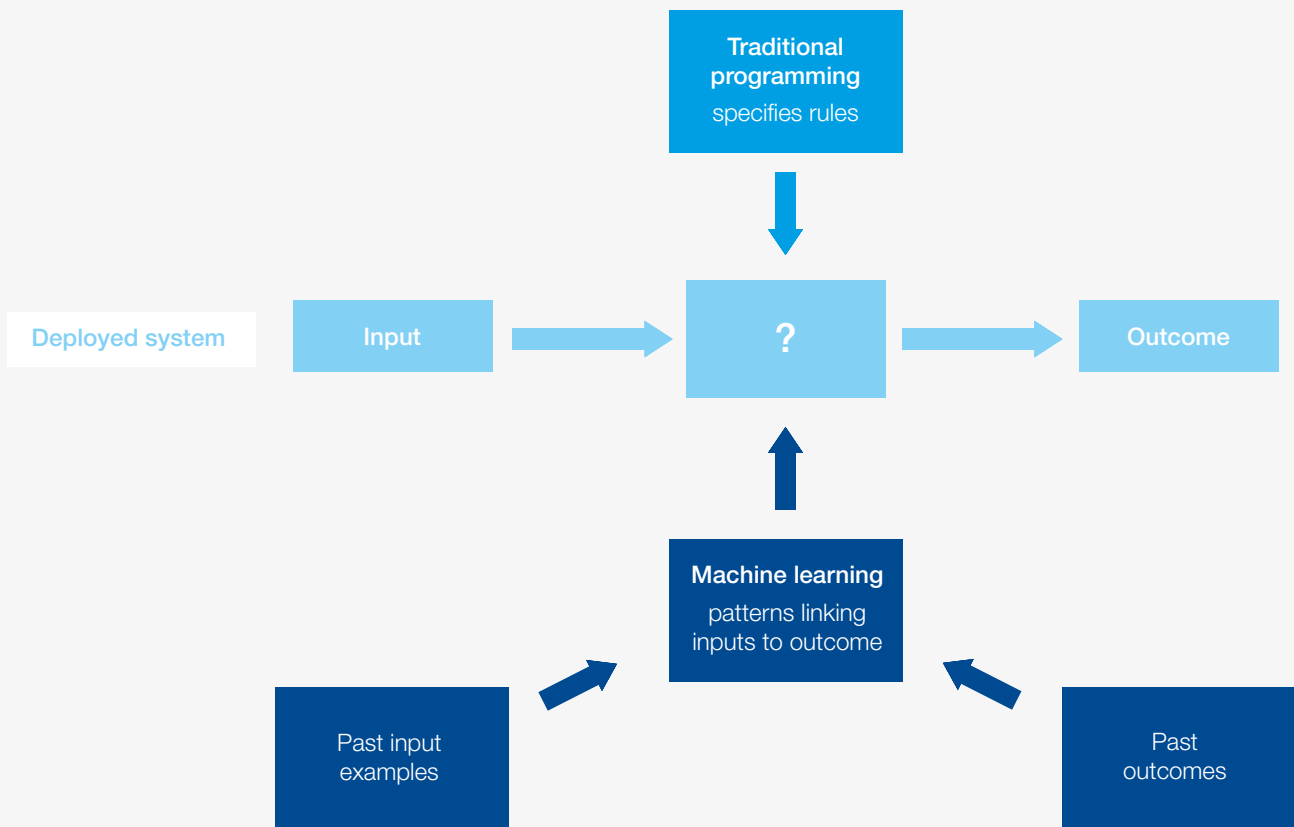 Traditional
programming
specifies rules
Deployed system
Input
?
Outcome
Machine learning
patterns linking
inputs to outcome
Past input
examples
Past
outcomes